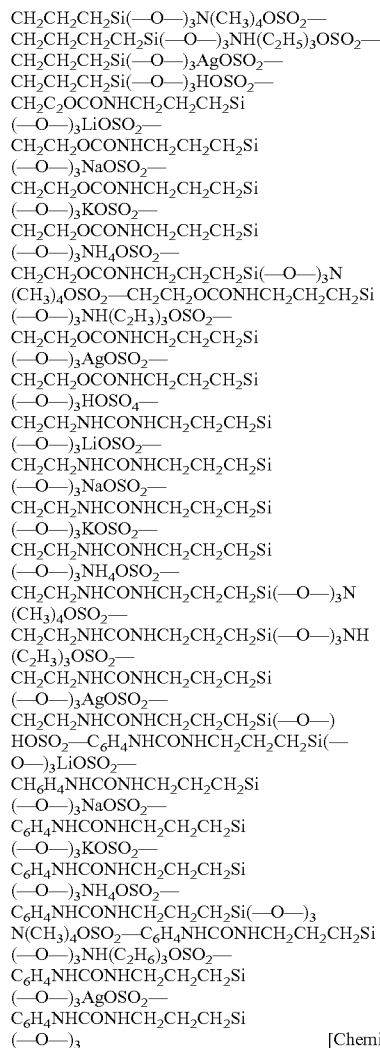 CH₂CH₂CH₂Si(—O—)₃N(CH₃)₄OSO₂—
CH₂CH₂CH₂CH₂Si(—O—)₃NH(C₂H₅)₃OSO₂—
CH₂CH₂CH₂Si(—O—)₃AgOSO₂—
CH₂CH₂CH₂Si(—O—)₃HOSO₂—
CH₂C₂OCONHCH₂CH₂CH₂Si
(—O—)₃LiOSO₂—
CH₂CH₂OCONHCH₂CH₂CH₂Si
(—O—)₃NaOSO₂—
CH₂CH₂OCONHCH₂CH₂CH₂Si
(—O—)₃KOSO₂—
CH₂CH₂OCONHCH₂CH₂CH₂Si
(—O—)₃NH₄OSO₂—
CH₂CH₂OCONHCH₂CH₂CH₂Si(—O—)₃N
(CH₃)₄OSO₂—CH₂CH₂OCONHCH₂CH₂CH₂Si
(—O—)₃NH(C₂H₃)₃OSO₂—
CH₂CH₂OCONHCH₂CH₂CH₂Si
(—O—)₃AgOSO₂—
CH₂CH₂OCONHCH₂CH₂CH₂Si
(—O—)₃HOSO₄—
CH₂CH₂NHCONHCH₂CH₂CH₂Si
(—O—)₃LiOSO₂—
CH₂CH₂NHCONHCH₂CH₂CH₂Si
(—O—)₃NaOSO₂—
CH₂CH₂NHCONHCH₂CH₂CH₂Si
(—O—)₃KOSO₂—
CH₂CH₂NHCONHCH₂CH₂CH₂Si
(—O—)₃NH₄OSO₂—
CH₂CH₂NHCONHCH₂CH₂CH₂Si(—O—)₃N
(CH₃)₄OSO₂—
CH₂CH₂NHCONHCH₂CH₂CH₂Si(—O—)₃NH
(C₂H₃)₃OSO₂—
CH₂CH₂NHCONHCH₂CH₂CH₂Si
(—O—)₃AgOSO₂—
CH₂CH₂NHCONHCH₂CH₂CH₂Si(—O—)
HOSO₂—C₆H₄NHCONHCH₂CH₂CH₂Si(—
O—)₃LiOSO₂—
CH₆H₄NHCONHCH₂CH₂CH₂Si
(—O—)₃NaOSO₂—
C₆H₄NHCONHCH₂CH₂CH₂Si
(—O—)₃KOSO₂—
C₆H₄NHCONHCH₂CH₂CH₂Si
(—O—)₃NH₄OSO₂—
C₆H₄NHCONHCH₂CH₂CH₂Si(—O—)₃
N(CH₃)₄OSO₂—C₆H₄NHCONHCH₂CH₂CH₂Si
(—O—)₃NH(C₂H₆)₃OSO₂—
C₆H₄NHCONHCH₂CH₂CH₂Si
(—O—)₃AgOSO₂—
C₆H₄NHCONHCH₂CH₂CH₂Si
(—O—)₃ [Chemi